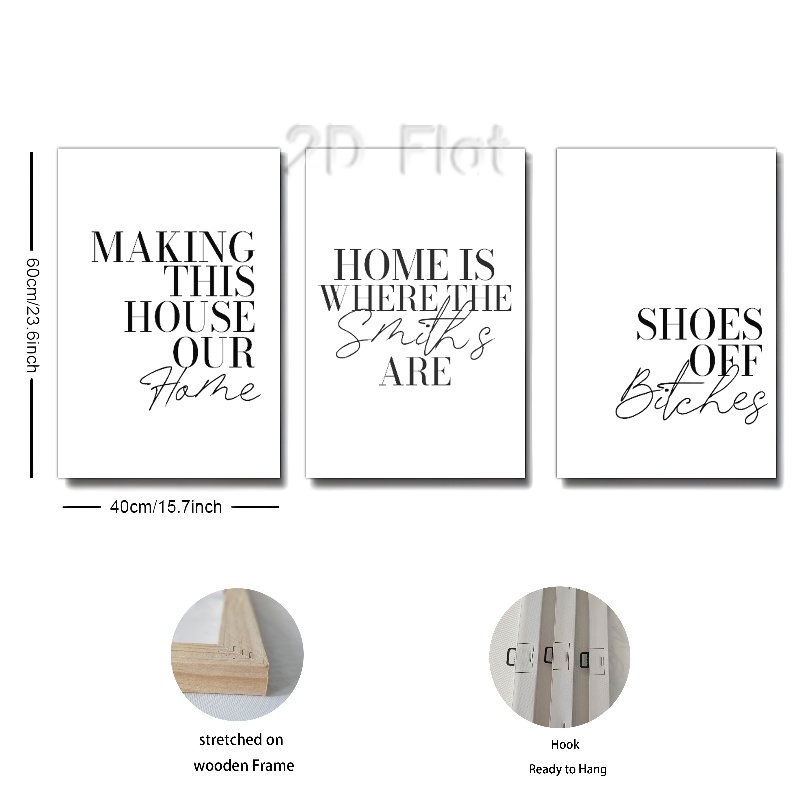 2D Flat
60cm/23.6inch
MAKING
THIS
HOUSE
OUR
Home
HOME IS
WHERE THE
Smith's
ARE
SHOES
OFF
Bitches
40cm/15.7inch
stretched on
wooden Frame
Hook
Ready to Hang